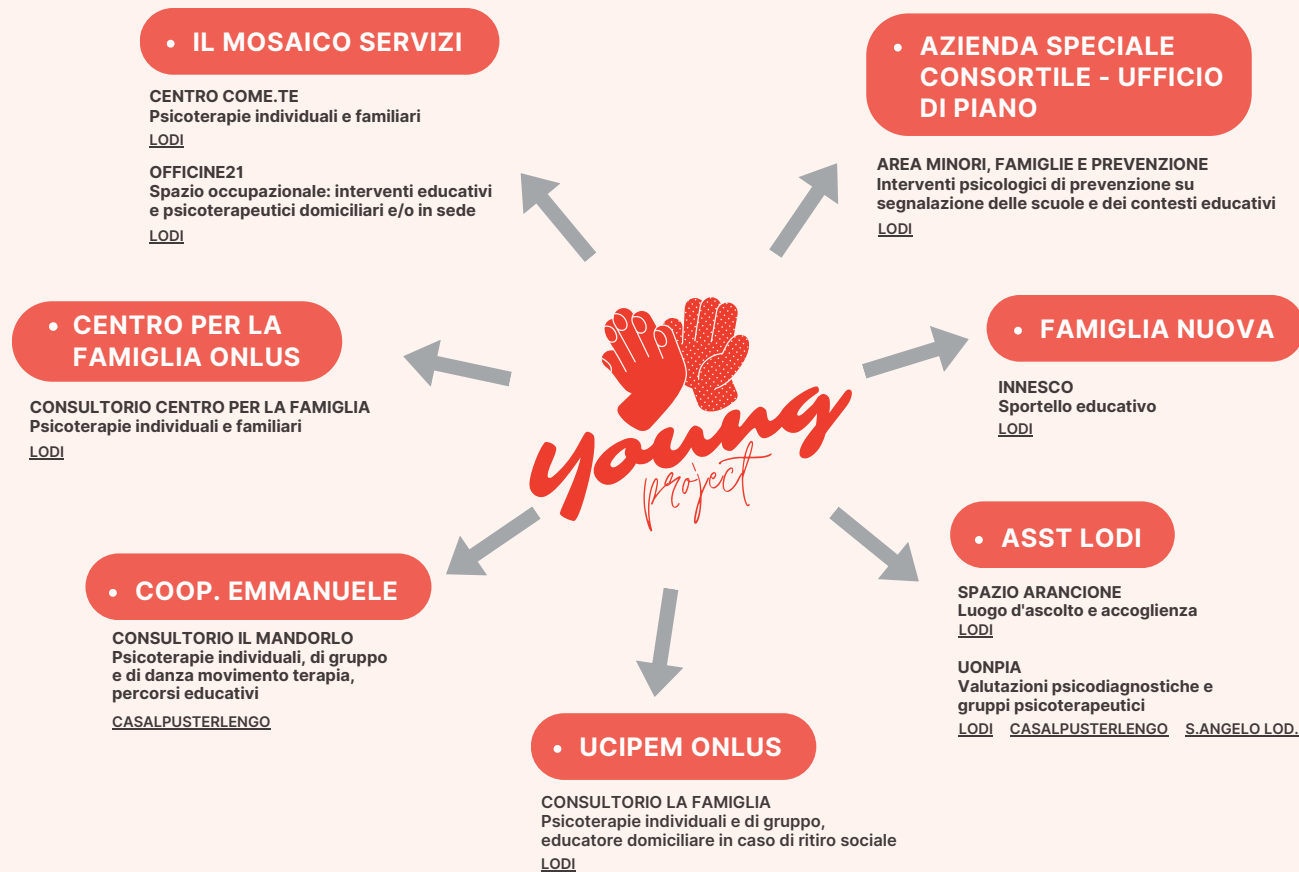 • IL MOSAICO SERVIZI
CENTRO COME.TE
Psicoterapie individuali e familiari
LODI
OFFICINE21
Spazio occupazionale: interventi educativi
e psicoterapeutici domiciliari e/o in sede
LODI
• AZIENDA SPECIALE
CONSORTILE - UFFICIO
DI PIANO
AREA MINORI, FAMIGLIE E PREVENZIONE
Interventi psicologici di prevenzione su
segnalazione delle scuole e dei contesti educativi
LODI
• CENTRO PER LA
FAMIGLIA ONLUS
CONSULTORIO CENTRO PER LA FAMIGLIA
Psicoterapie individuali e familiari
LODI
young
project
• FAMIGLIA NUOVA
INNESCO
Sportello educativo
LODI
• COOP. EMMANUELE
CONSULTORIO IL MANDORLO
Psicoterapie individuali, di gruppo
e di danza movimento terapia,
percorsi educativi
CASALPUSTERLENGO
• ASST LODI
SPAZIO ARANCIONE
Luogo d'ascolto e accoglienza
LODI
UONPIA
Valutazioni psicodiagnostiche e
gruppi psicoterapeutici
LODI CASALPUSTERLENGO S.ANGELO LOD.
• UCIPEM ONLUS
CONSULTORIO LA FAMIGLIA
Psicoterapie individuali e di gruppo,
educatore domiciliare in caso di ritiro sociale
LODI